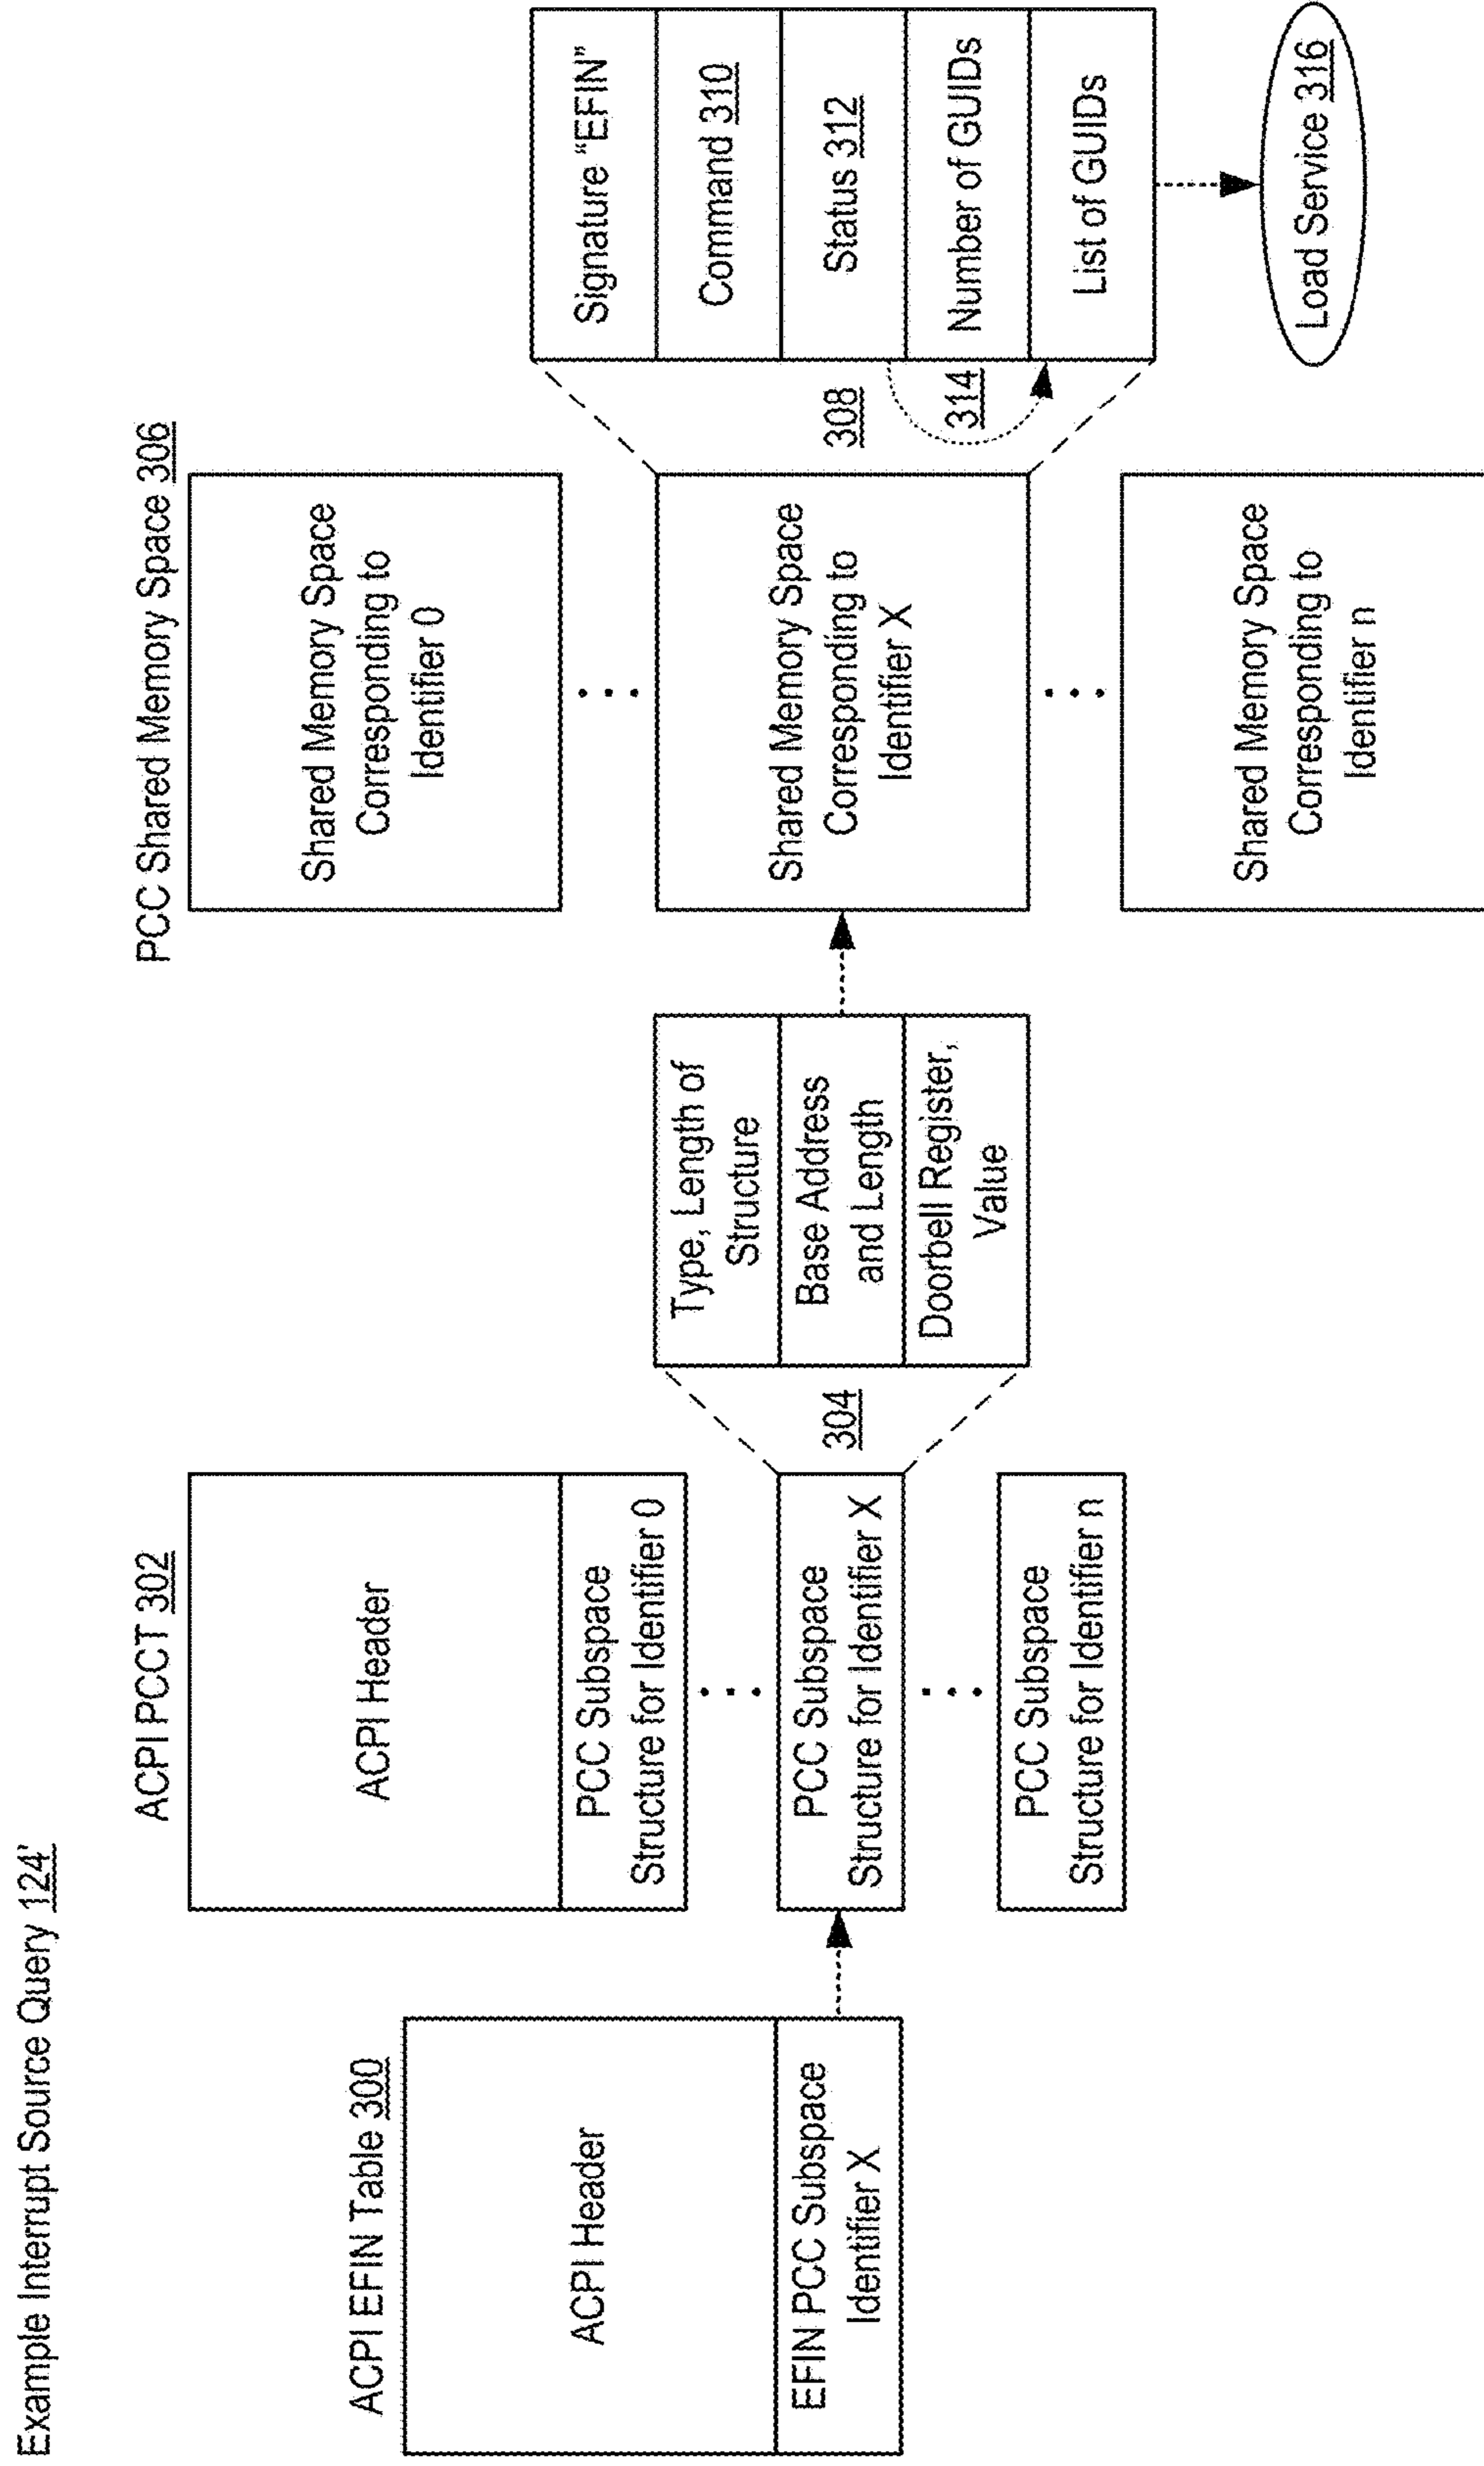 Example Interrupt Source Query 124'
ACPI EFIN Table 300
ACPI Header
EFIN PCC Subspace
Identifier X
ACPI PCCT 302
ACPI Header
PCC Subspace
Structure for Identifier 0
PCC Subspace
Structure for Identifier X
PCC Subspace
Structure for Identifier n
304
Type, Length of
Structure
Base Address
and Length
Doorbell Register,
Value
PCC Shared Memory Space 306
Shared Memory Space
Corresponding to
Identifier 0
Shared Memory Space
Corresponding to
Identifier X
Shared Memory Space
Corresponding to
Identifier n
308
314
Signature “EFIN”
Command 310
Status 312
Number of GUIDs
List of GUIDs
Load Service 316